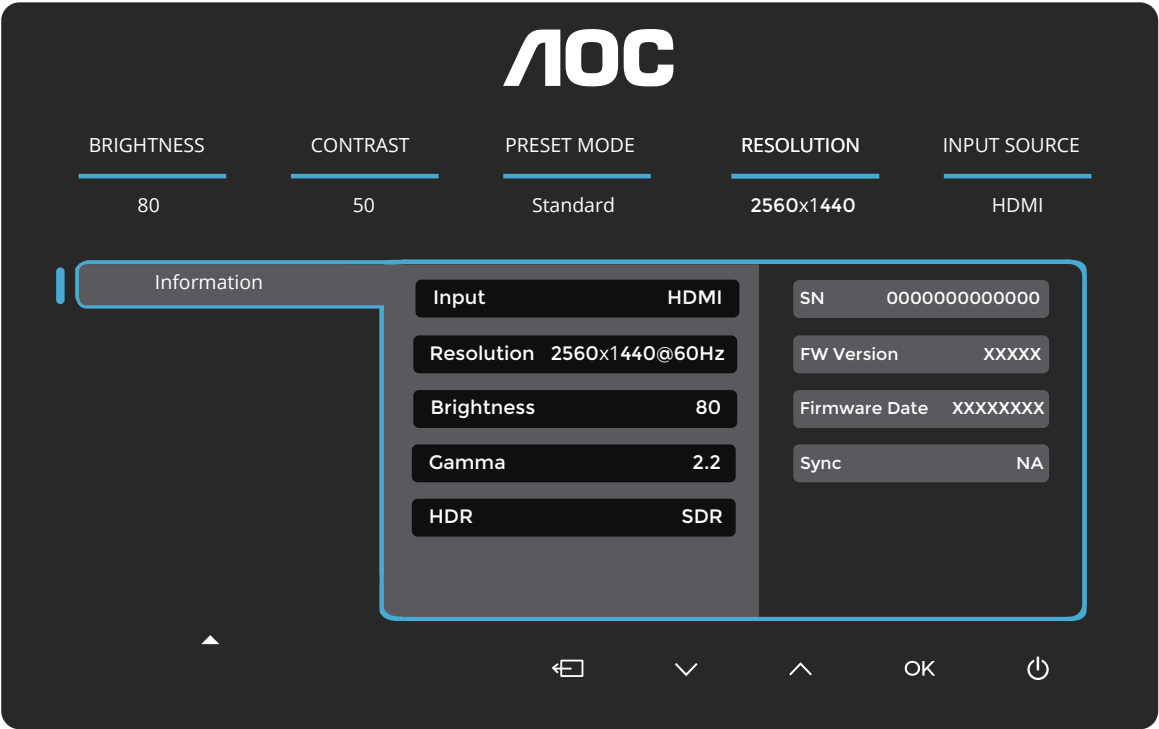 AOC
BRIGHTNESS CONTRAST PRESET MODE RESOLUTION INPUT SOURCE
80 50 Standard 2560x1440 HDMI
Information
Input HDMI
Resolution 2560x1440@60Hz
Brightness 80
Gamma 2.2
HDR SDR
SN 0000000000000
FW Version XXXXX
Firmware Date XXXXXXXX
Sync NA
OK